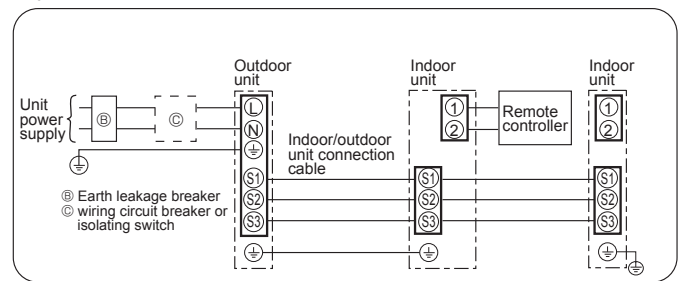 Outdoor
unit
Indoor
unit
Indoor
unit
Unit
power
supply
Ⓑ
Ⓒ
L
N
Indoor/outdoor
unit connection
cable
1
2
Remote
controller
1
2
S1
S2
S3
S1
S2
S3
S1
S2
S3
Ⓑ Earth leakage breaker
Ⓒ wiring circuit breaker or
isolating switch